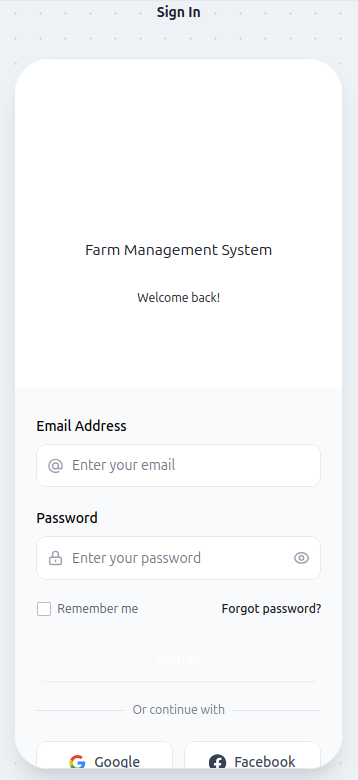 Sign In
Farm Management System
Welcome back!
Email Address
Enter your email
Password
Enter your password
Remember me
Forgot password?
Sign In
Or continue with
Google
Facebook